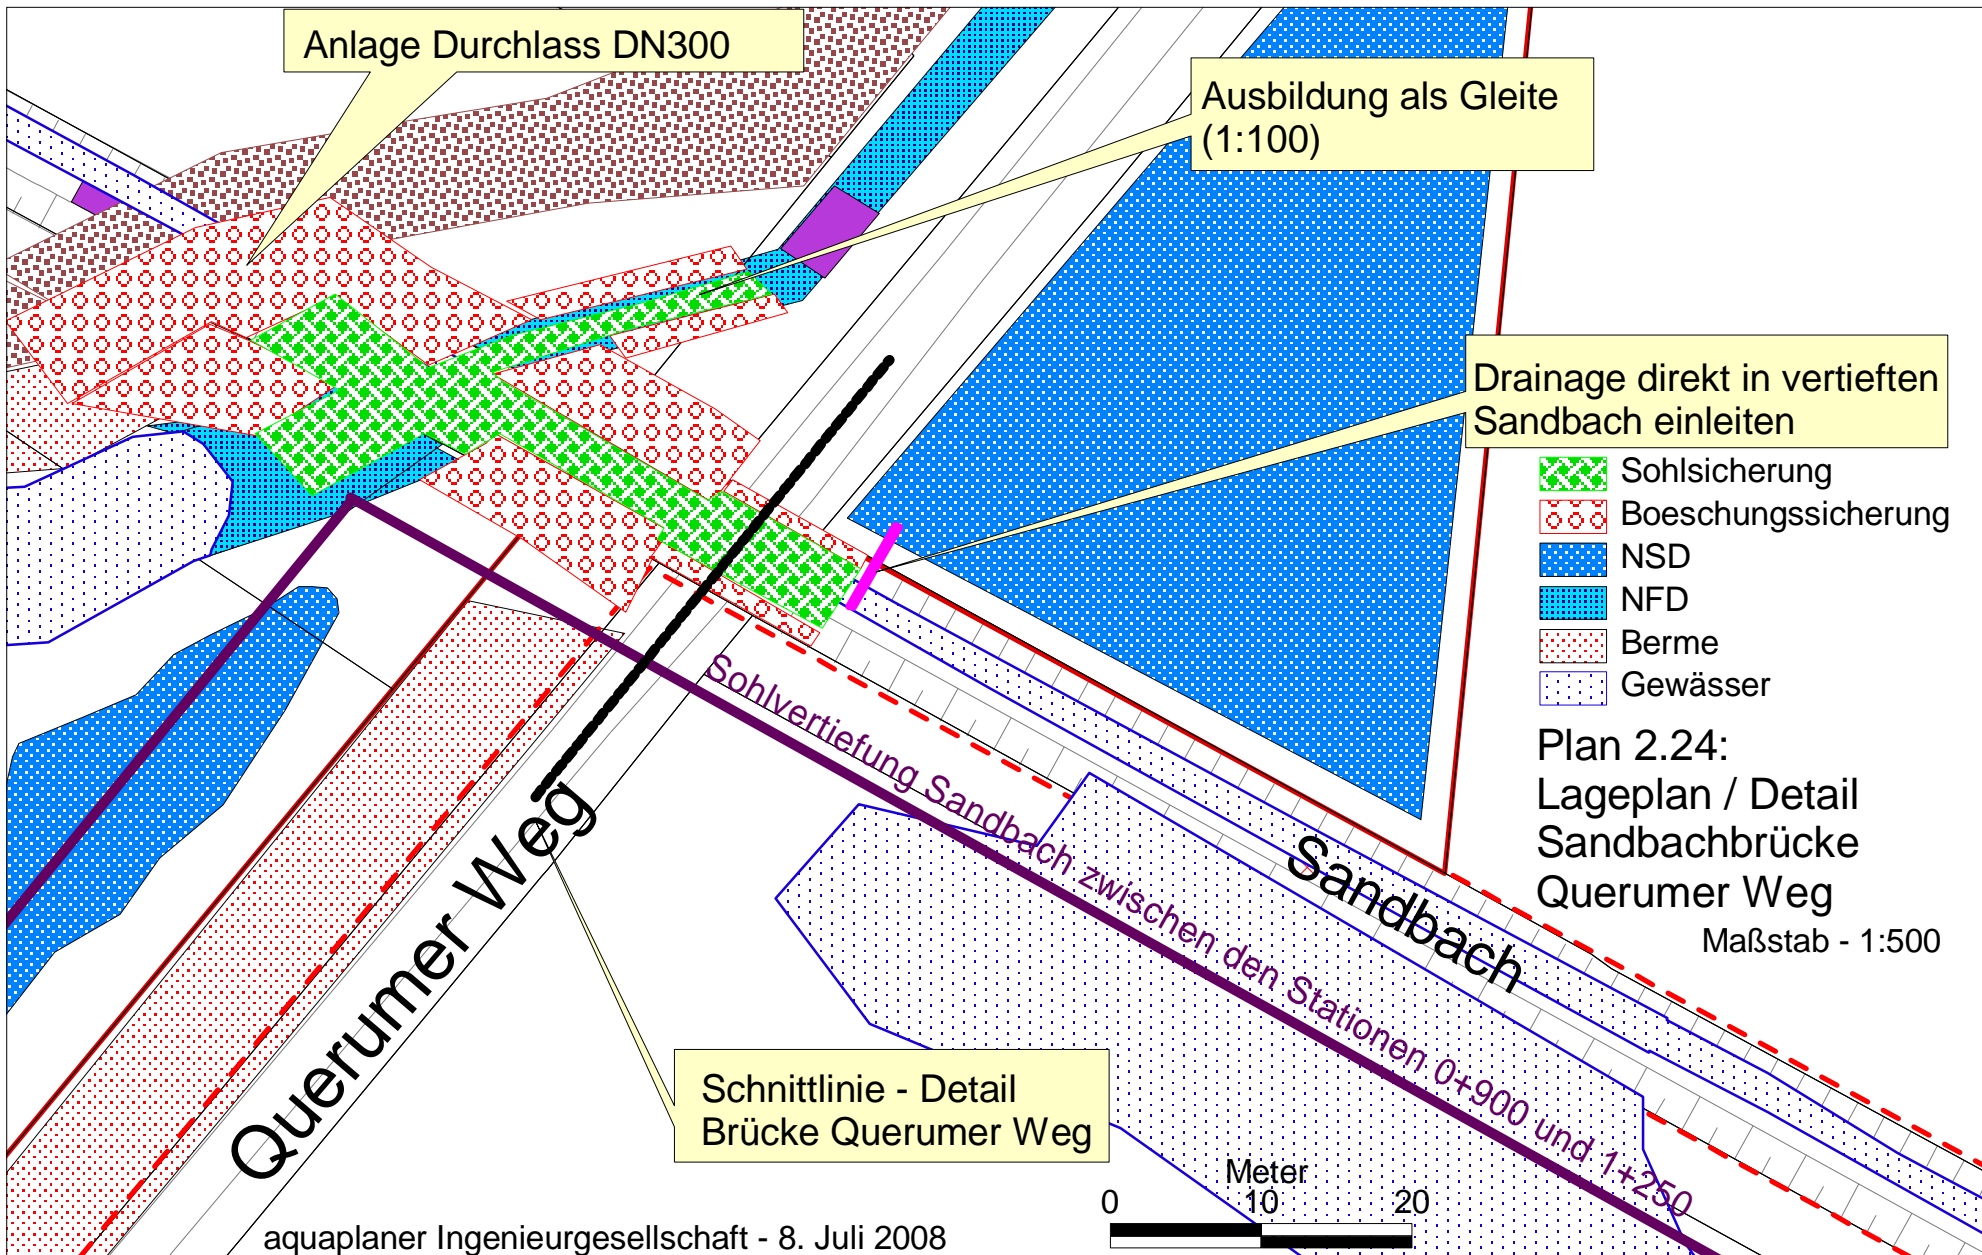 Anlage Durchlass DN300
Ausbildung als Gleite
(1:100)
Drainage direkt in vertieften
Sandbach einleiten
Sohlsicherung
Boeschungssicherung
NSD
NFD
Berme
Gewässer
Plan 2.24:
Lageplan / Detail
Sandbachbrücke
Querumer Weg
Maßstab - 1:500
Sohlvertiefung Sandbach zwischen den Stationen 0+900 und 1+250
Sandbach
Querumer Weg
Schnittlinie - Detail
Brücke Querumer Weg
Meter
0 10 20
aquaplaner Ingenieurgesellschaft - 8. Juli 2008